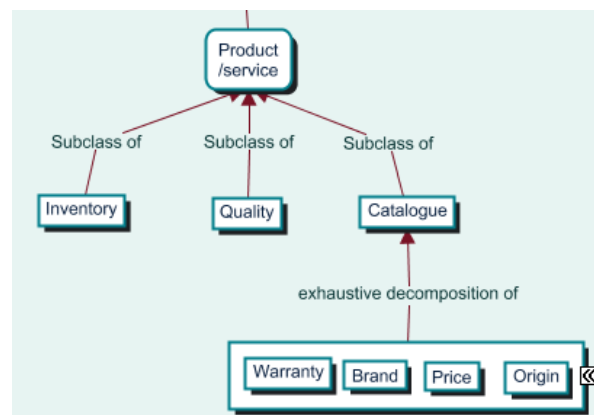 Product
/service
Subclass of
Subclass of
Subclass of
Inventory
Quality
Catalogue
exhaustive decomposition of
Warranty
Brand
Price
Origin